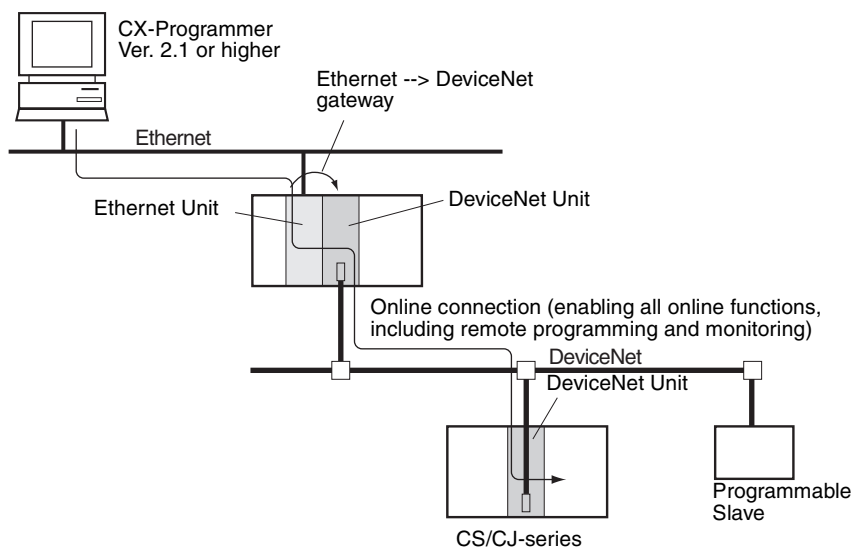 CX-Programmer
Ver. 2.1 or higher
Ethernet --> DeviceNet
gateway
Ethernet
Ethernet Unit
DeviceNet Unit
Online connection (enabling all online functions,
including remote programming and monitoring)
DeviceNet
DeviceNet Unit
Programmable
Slave
CS/CJ-series